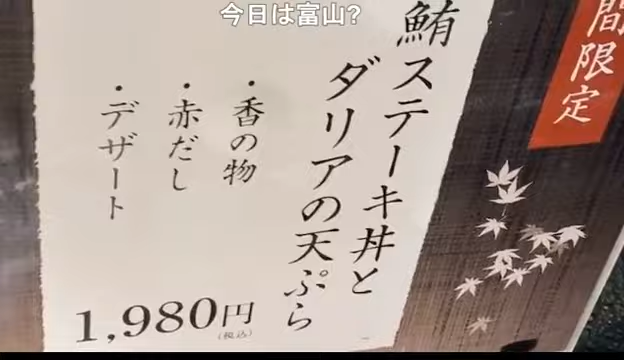 今日は富山?
間限定
鮪ステーキ丼と
ダリアの天ぷら
・香の物
・赤だし
・デザート
1,980円
(税込)